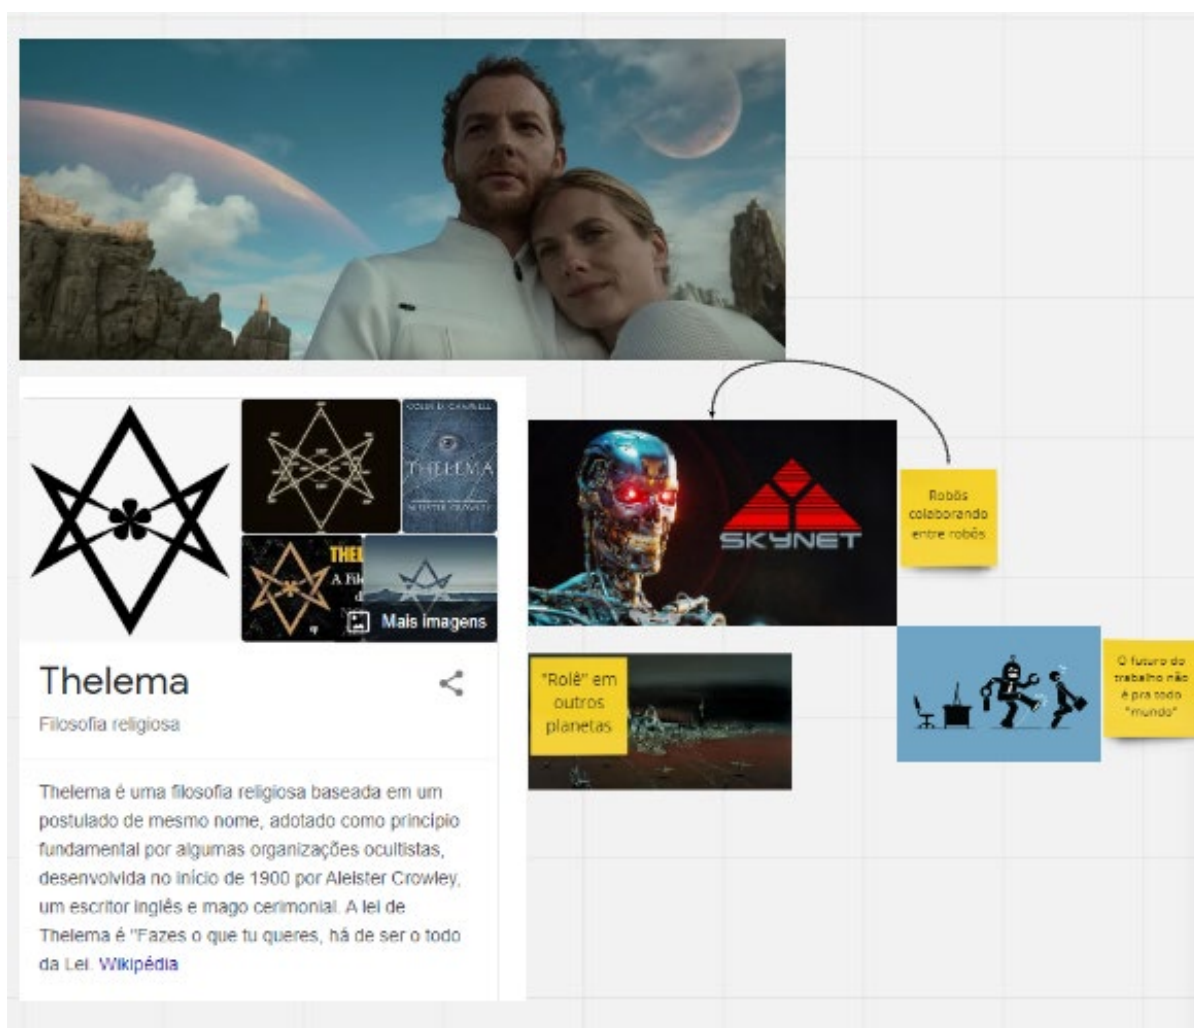 COLIN D. CAMPBELL
THELEMA
ALEISTER CROWLEY
THEL
A Fil
d
Mais imagens
Thelema
Filosofia religiosa
Thelema é uma filosofia religiosa baseada em um
postulado de mesmo nome, adotado como princípio
fundamental por algumas organizações ocultistas,
desenvolvida no início de 1900 por Aleister Crowley,
um escritor inglês e mago cerimonial. A lei de
Thelema é "Fazes o que tu queres, há de ser o todo
da Lei. Wikipédia
SKYNET
Robôs
colaborando
entre robôs
"Rolê" em
outros
planetas
O futuro do
trabalho não
é pra todo
"mundo"